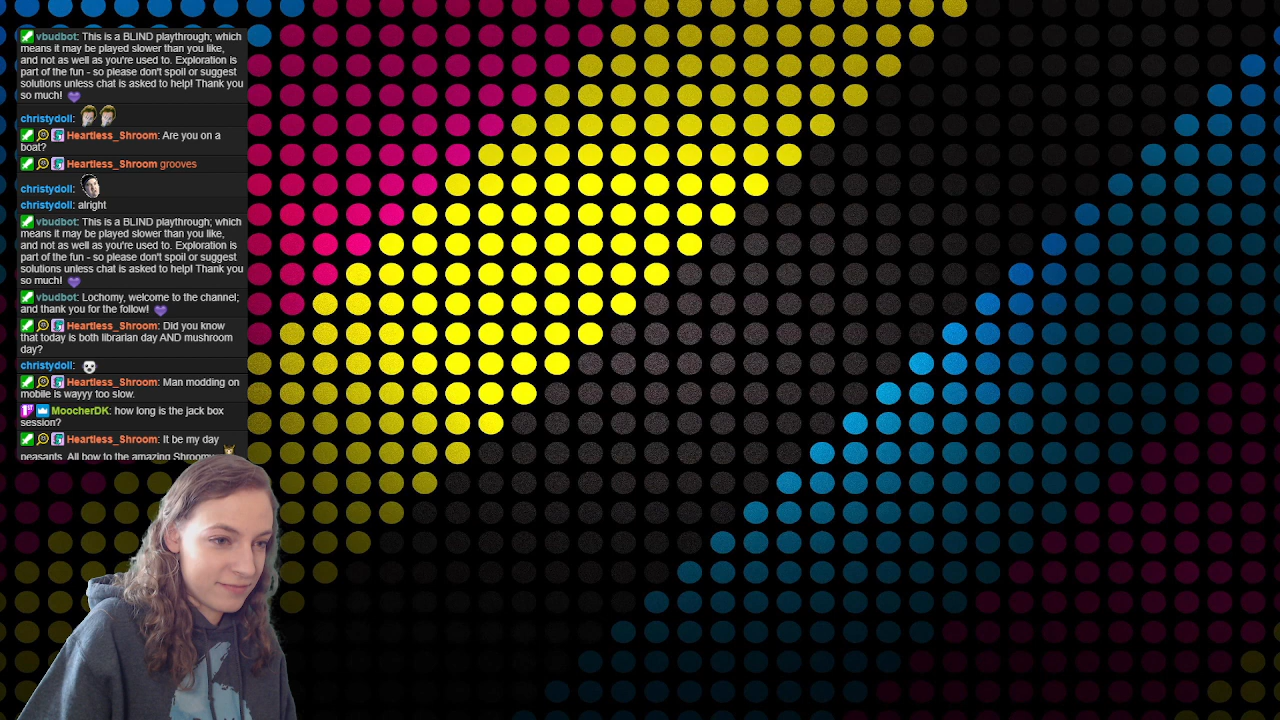 vbudbot: This is a BLIND playthrough; which
means it may be played slower than you like,
and not as well as you're used to. Exploration is
part of the fun - so please don't spoil or suggest
solutions unless chat is asked to help! Thank you
so much!
christydoll:
Heartless_Shroom: Are you on a
boat?
Heartless_Shroom grooves
christydoll:
christydoll: alright
vbudbot: This is a BLIND playthrough; which
means it may be played slower than you like,
and not as well as you're used to. Exploration is
part of the fun - so please don't spoil or suggest
solutions unless chat is asked to help! Thank you
so much!
vbudbot: Lochomy, welcome to the channel;
and thank you for the follow!
Heartless_Shroom: Did you know
that today is both librarian day AND mushroom
day?
christydoll:
Heartless_Shroom: Man modding on
mobile is wayyy too slow.
MoocherDK: how long is the jack box
session?
Heartless_Shroom: It be my day
peasants. All bow to the amazing Shroomy